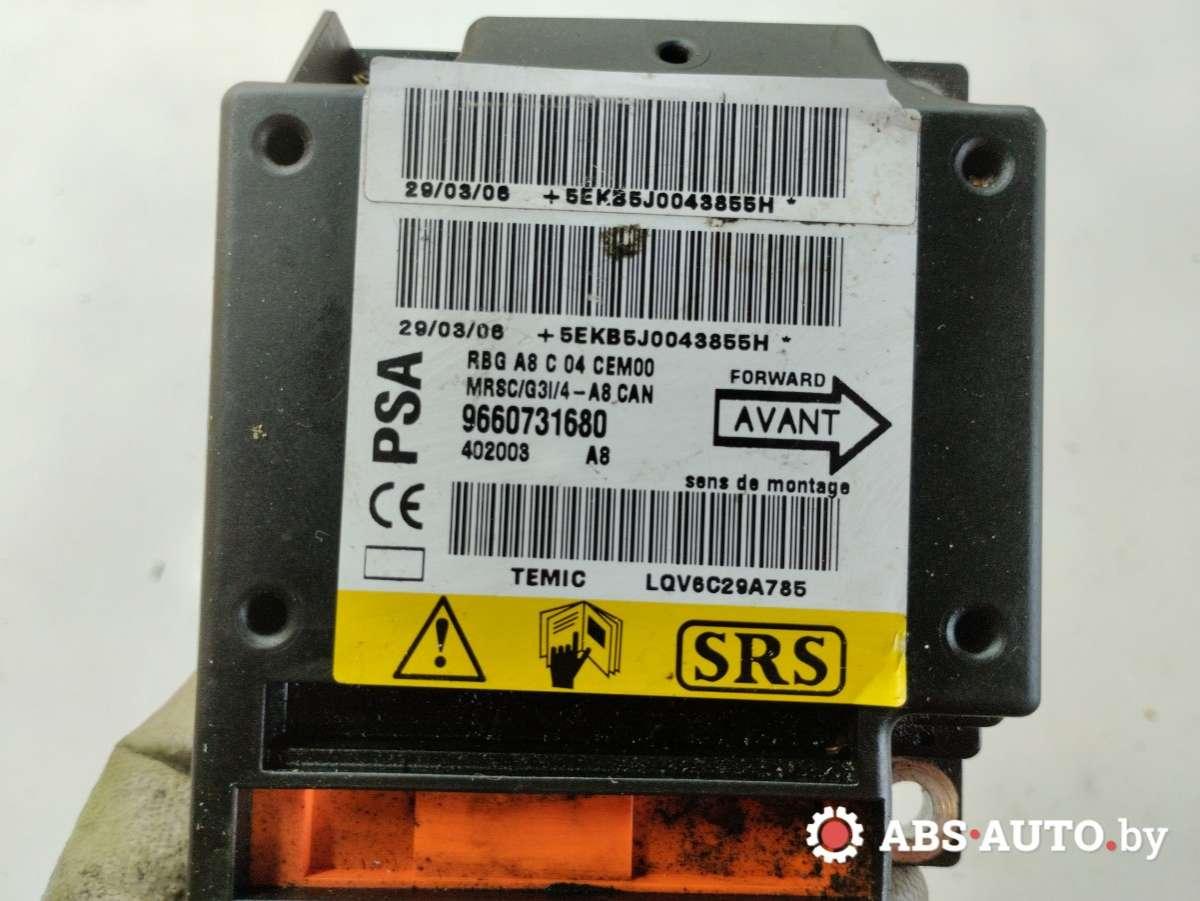 29/03/06 +5EKB5J0043855H *
29/03/06 +5EKB5J0043855H *
PSA
RBG A8 C 04 CEM00
MRSC/G3I/4-A8 CAN
9660731680
402003 A8
FORWARD
AVANT
sens de montage
CE
TEMIC LQV6C29A785
SRS
ABS-AUTO.by